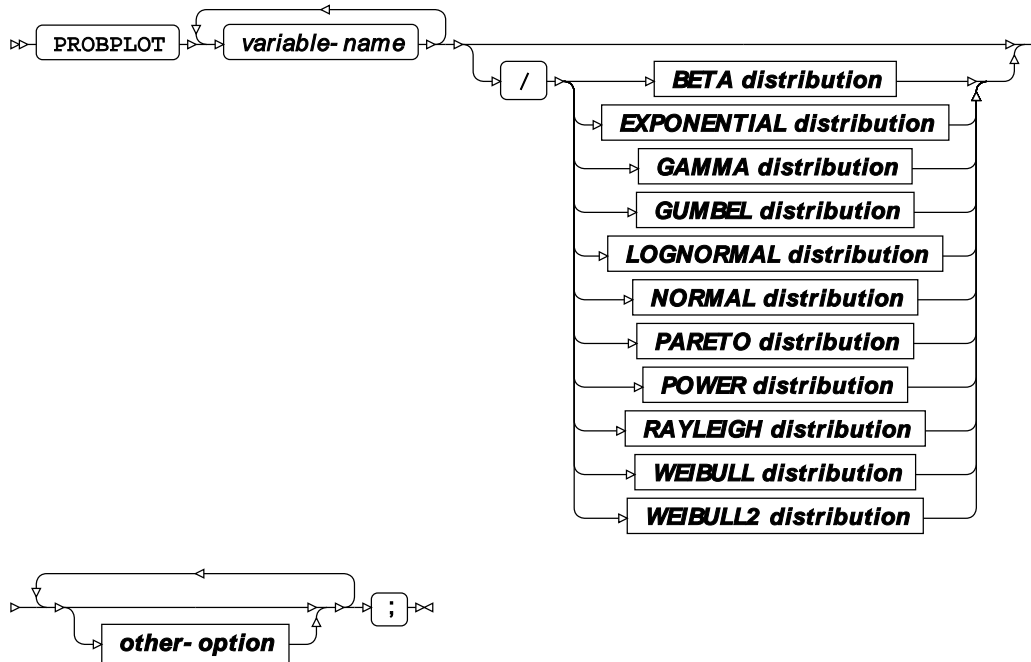 PROBPLOT variable-name
/ BETA distribution
EXPONENTIAL distribution
GAMMA distribution
GUMBEL distribution
LOGNORMAL distribution
NORMAL distribution
PARETO distribution
POWER distribution
RAYLEIGH distribution
WEIBULL distribution
WEIBULL2 distribution
;
other-option